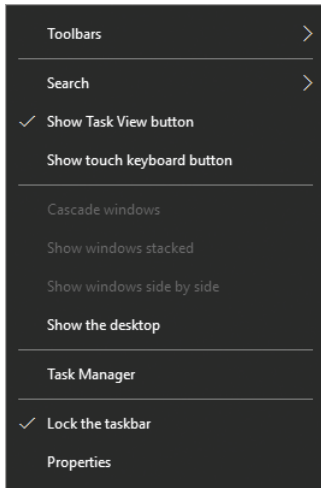 Toolbars
Search
Show Task View button
Show touch keyboard button
Cascade windows
Show windows stacked
Show windows side by side
Show the desktop
Task Manager
Lock the taskbar
Properties